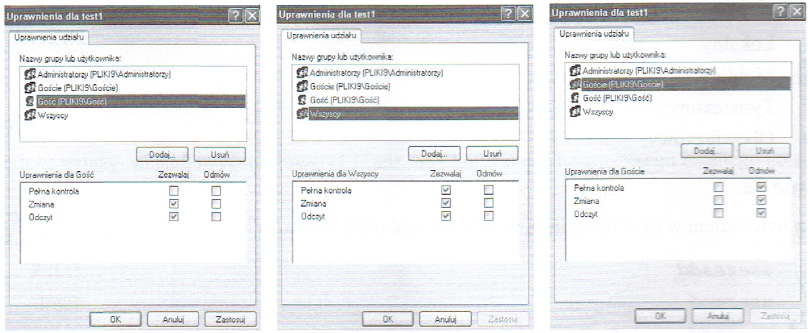 Uprawnienia dla test1
Uprawnienia udziału
Nazwy grupy lub użytkownika:
Administratorzy (PLIKI9\Administratorzy)
Goście (PLIKI9\Goście)
Gość (PLIKI9\Gość)
Wszyscy
Dodaj... Usuń
Uprawnienia dla Gość Zezwalaj Odmów
Pełna kontrola
Zmiana
Odczyt
OK Anuluj Zastosuj
Uprawnienia dla test1
Uprawnienia udziału
Nazwy grupy lub użytkownika:
Administratorzy (PLIKI9\Administratorzy)
Goście (PLIKI9\Goście)
Gość (PLIKI9\Gość)
Wszyscy
Dodaj... Usuń
Uprawnienia dla Wszyscy Zezwalaj Odmów
Pełna kontrola
Zmiana
Odczyt
OK Anuluj Zastosuj
Uprawnienia dla test1
Uprawnienia udziału
Nazwy grupy lub użytkownika:
Administratorzy (PLIKI9\Administratorzy)
Goście (PLIKI9\Goście)
Gość (PLIKI9\Gość)
Wszyscy
Dodaj... Usuń
Uprawnienia dla Goście Zezwalaj Odmów
Pełna kontrola
Zmiana
Odczyt
OK Anuluj Zastosuj